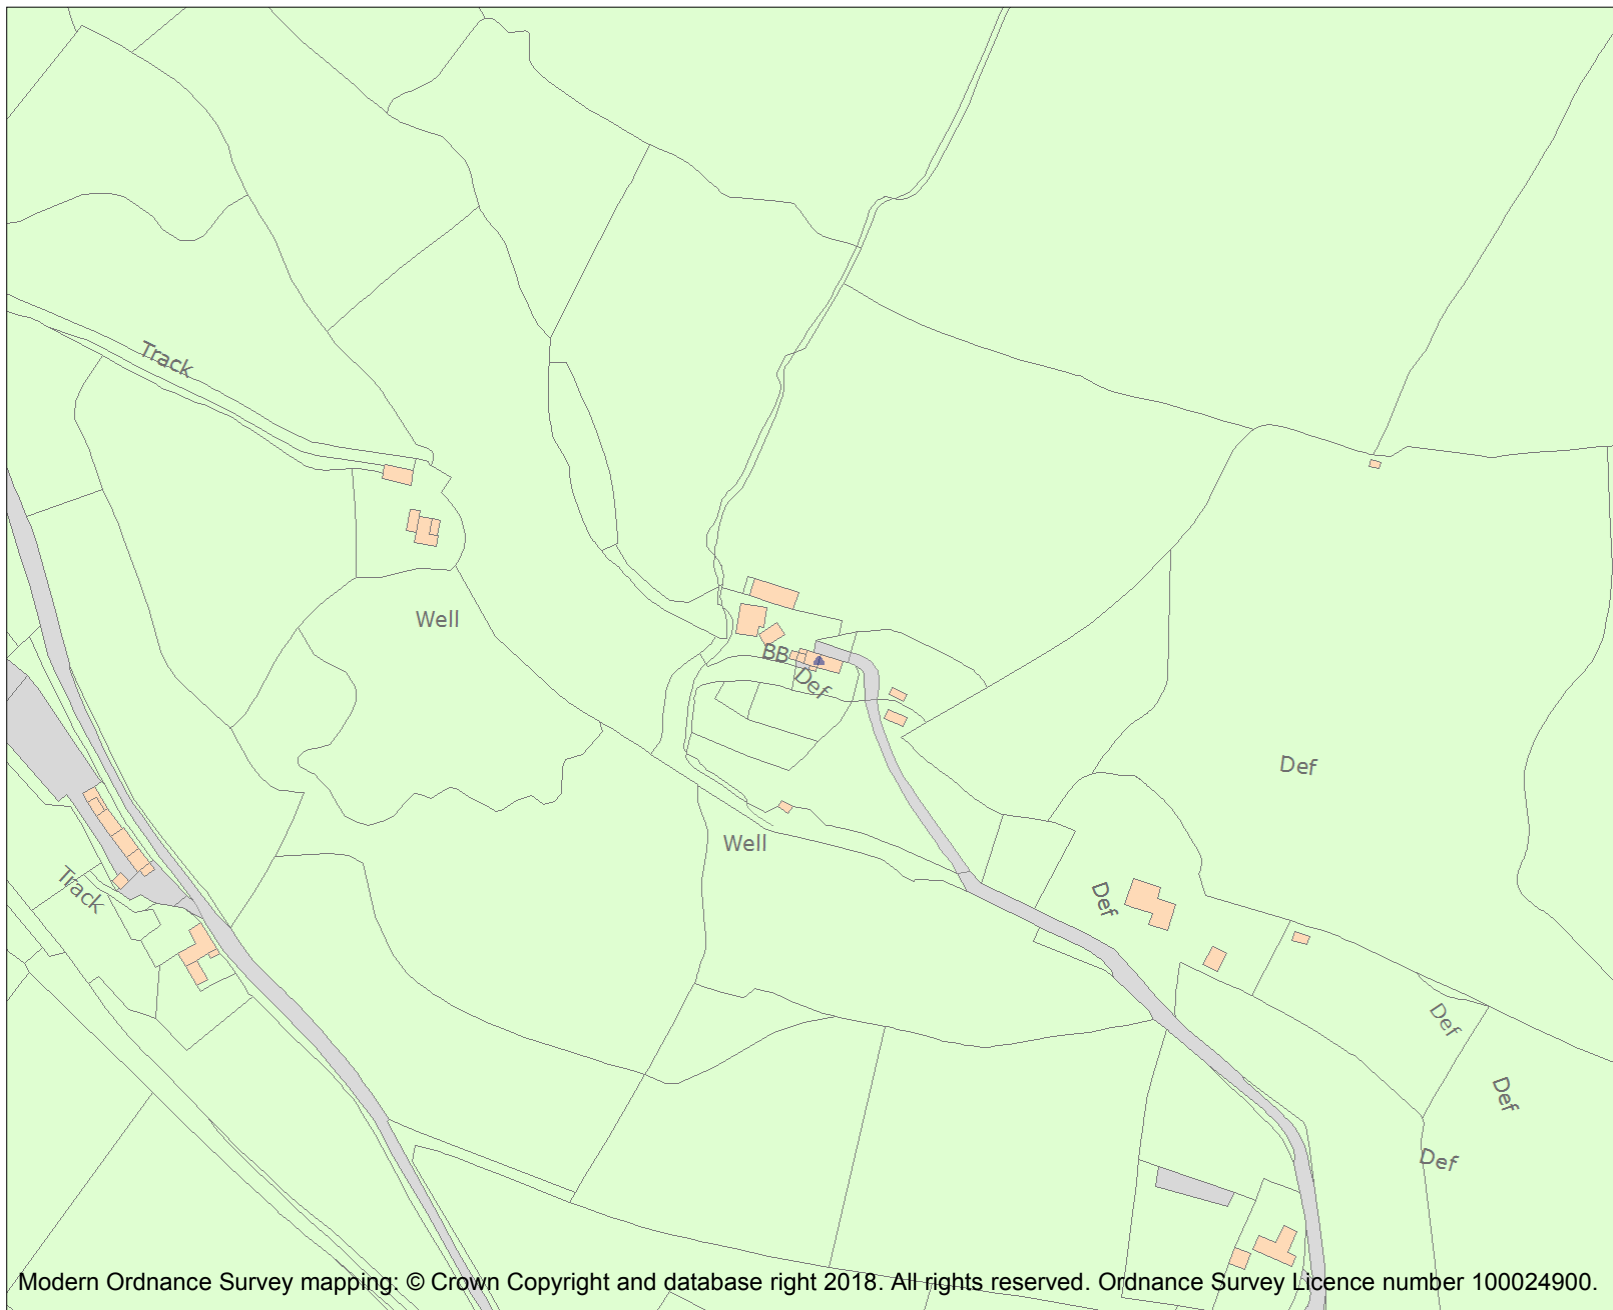 Track
Well
BB
Def
Def
Well
Track
Def
Def
Def
Def
Modern Ordnance Survey mapping: © Crown Copyright and database right 2018. All rights reserved. Ordnance Survey Licence number 100024900.